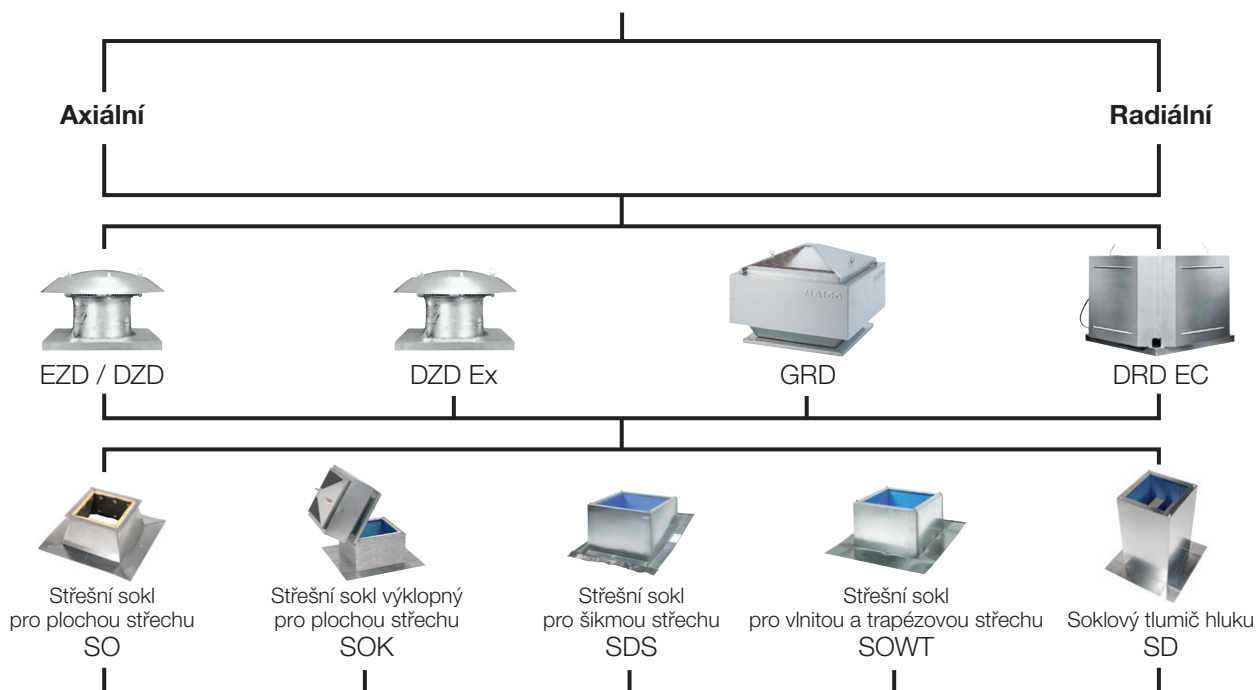 Axiální
Radiální
MAICO
EZD / DZD
DZD Ex
GRD
DRD EC
Střešní sokl
pro plochou střechu
SO
Střešní sokl výklopný
pro plochou střechu
SOK
Střešní sokl
pro šikmou střechu
SDS
Střešní sokl
pro vlnitou a trapézovou střechu
SOWT
Soklový tlumič hluku
SD